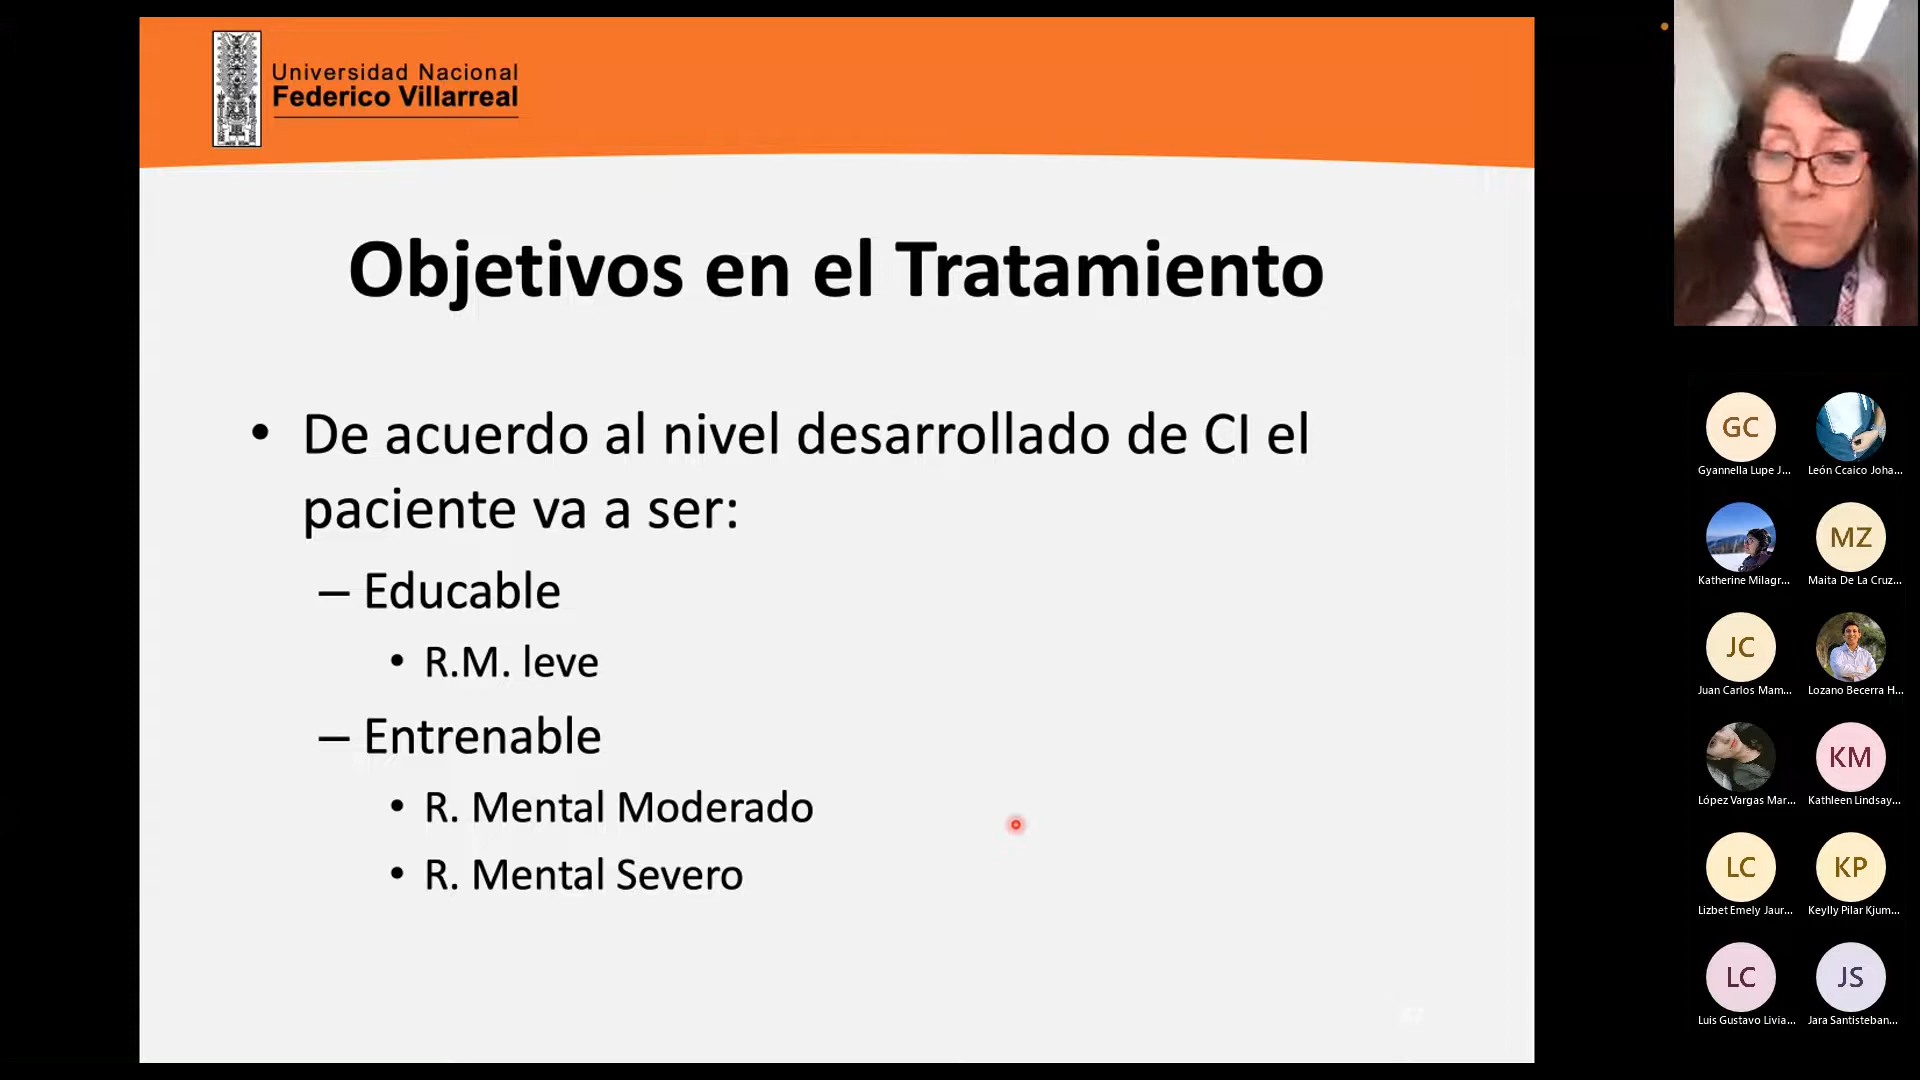 Universidad Nacional
Federico Villarreal
Objetivos en el Tratamiento
• De acuerdo al nivel desarrollado de CI el
paciente va a ser:
– Educable
• R.M. leve
– Entrenable
• R. Mental Moderado
• R. Mental Severo
GC
Gyannella Lupe J...
León Ccaico Joha...
Katherine Milagr...
MZ
Maita De La Cruz...
JC
Juan Carlos Mam...
Lozano Becerra H...
López Vargas Mar...
KM
Kathleen Lindsay...
LC
Lizbet Emely Jaur...
KP
Keylly Pilar Kjum...
LC
Luis Gustavo Livia...
JS
Jara Santisteban...